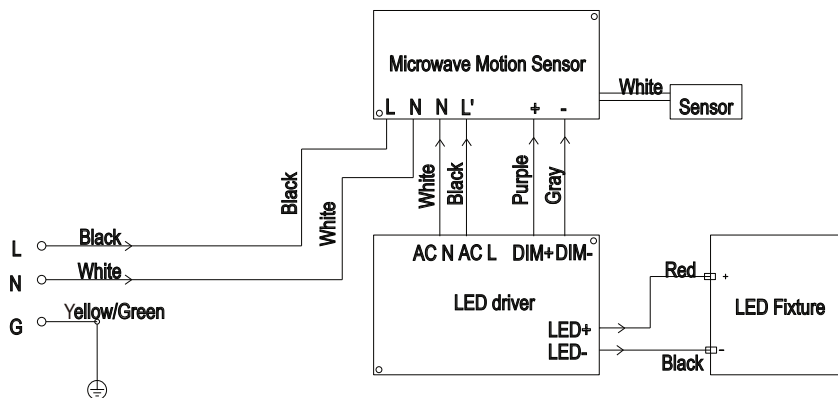 Microwave Motion Sensor
White
Sensor
L N N L' + -
Black
White
White
Black
Purple
Gray
L
Black
N
White
G
Yellow/Green
AC N AC L DIM+ DIM-
LED driver
LED+
LED-
Red
Black
+
-
LED Fixture